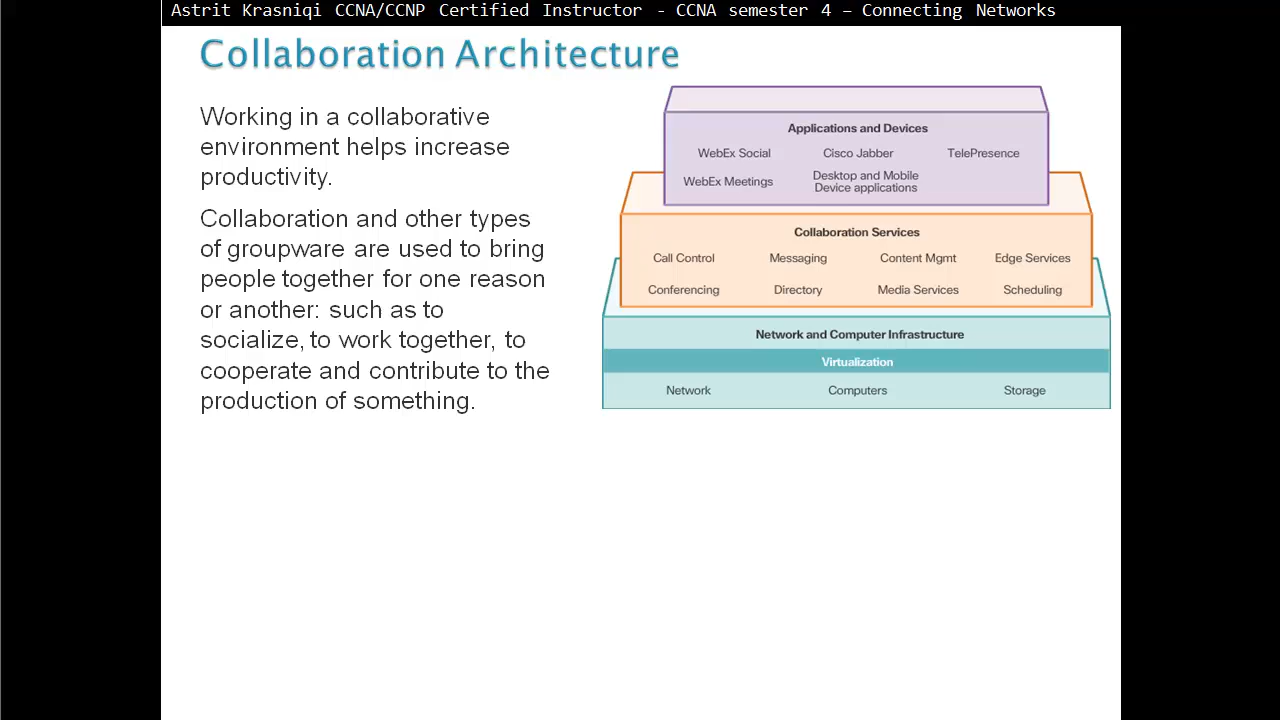 Astrit Krasniqi CCNA/CCNP Certified Instructor - CCNA semester 4 – Connecting Networks
Collaboration Architecture
Working in a collaborative
environment helps increase
productivity.
Collaboration and other types
of groupware are used to bring
people together for one reason
or another: such as to
socialize, to work together, to
cooperate and contribute to the
production of something.
Applications and Devices
WebEx Social Cisco Jabber TelePresence
WebEx Meetings Desktop and Mobile
Device applications
Collaboration Services
Call Control Messaging Content Mgmt Edge Services
Conferencing Directory Media Services Scheduling
Network and Computer Infrastructure
Virtualization
Network Computers Storage